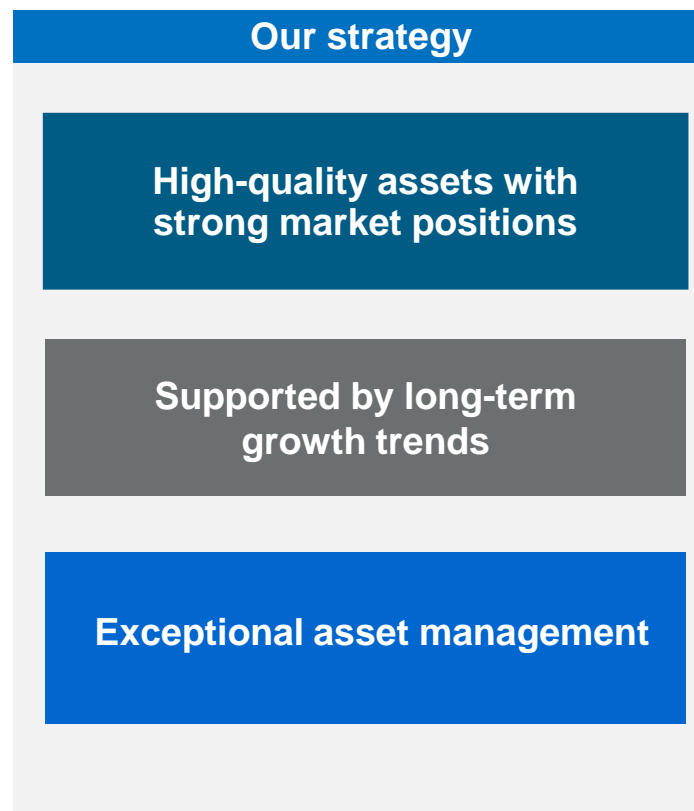 Our strategy
High-quality assets with
strong market positions
Supported by long-term
growth trends
Exceptional asset management